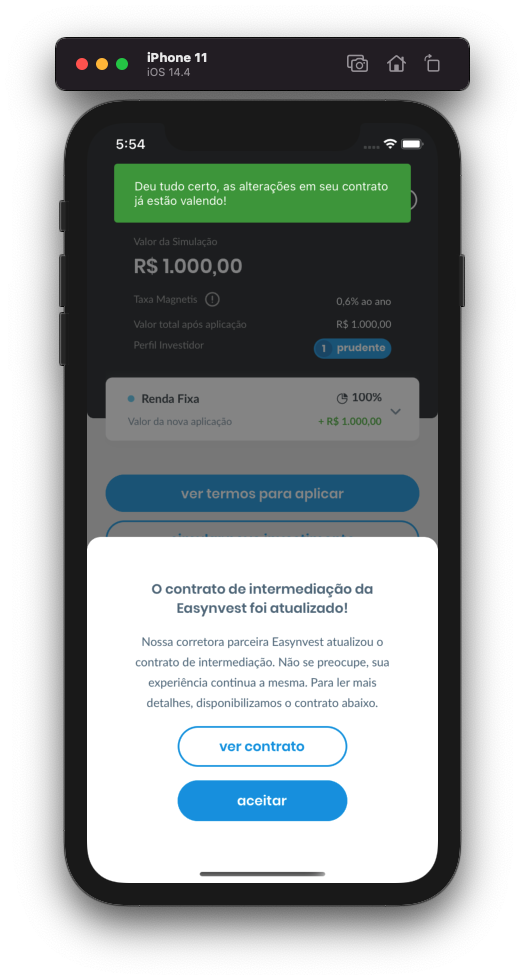 iPhone 11
iOS 14.4
5:54
Deu tudo certo, as alterações em seu contrato
já estão valendo!
Valor da Simulação
R$ 1.000,00
Taxa Magnetis
0,6% ao ano
Valor total após aplicação
R$ 1.000,00
Perfil Investidor
1 prudente
Renda Fixa
100%
Valor da nova aplicação
+ R$ 1.000,00
ver termos para aplicar
O contrato de intermediação da
Easynvest foi atualizado!
Nossa corretora parceira Easynvest atualizou o
contrato de intermediação. Não se preocupe, sua
experiência continua a mesma. Para ler mais
detalhes, disponibilizamos o contrato abaixo.
ver contrato
aceitar